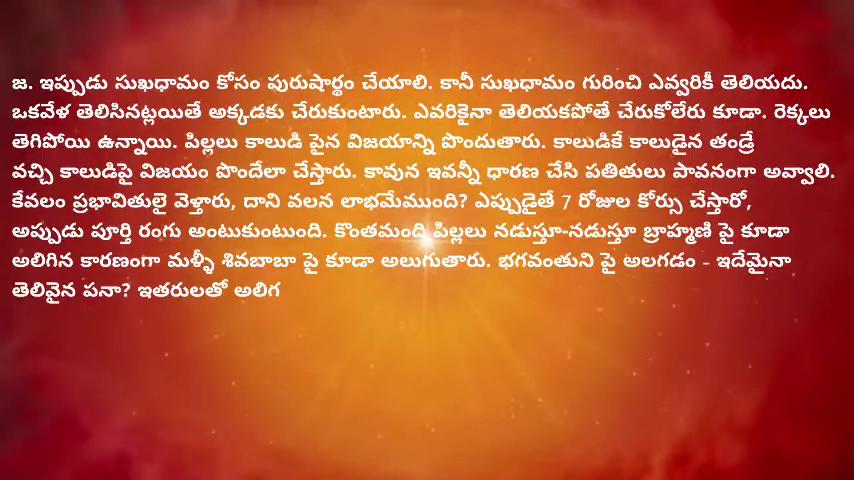 జ. ఇప్పుడు సుఖధామం కోసం పురుషార్థం చేయాలి. కానీ సుఖధామం గురించి ఎవ్వరికీ తెలియదు.
ఒకవేళ తెలిసినట్లయితే అక్కడకు చేరుకుంటారు. ఎవరికైనా తెలియకపోతే చేరుకోలేరు కూడా. రెక్కలు
తెగిపోయి ఉన్నాయి. పిల్లలు కాలుడి పైన విజయాన్ని పొందుతారు. కాలుడికే కాలుడైన తండ్రే
వచ్చి కాలుడిపై విజయం పొందేలా చేస్తారు. కావున ఇవన్నీ ధారణ చేసి పతితులు పావనంగా అవ్వాలి.
కేవలం ప్రభావితులై వెళ్తారు, దాని వలన లాభమేముంది? ఎప్పుడైతే 7 రోజుల కోర్సు చేస్తారో,
అప్పుడు పూర్తి రంగు అంటుకుంటుంది. కొంతమంది పిల్లలు నడుస్తూ-నడుస్తూ బ్రాహ్మణి పై కూడా
అలిగిన కారణంగా మళ్ళీ శివబాబా పై కూడా అలుగుతారు. భగవంతుని పై అలగడం - ఇదేమైనా
తెలివైన పనా? ఇతరులతో అలిగ